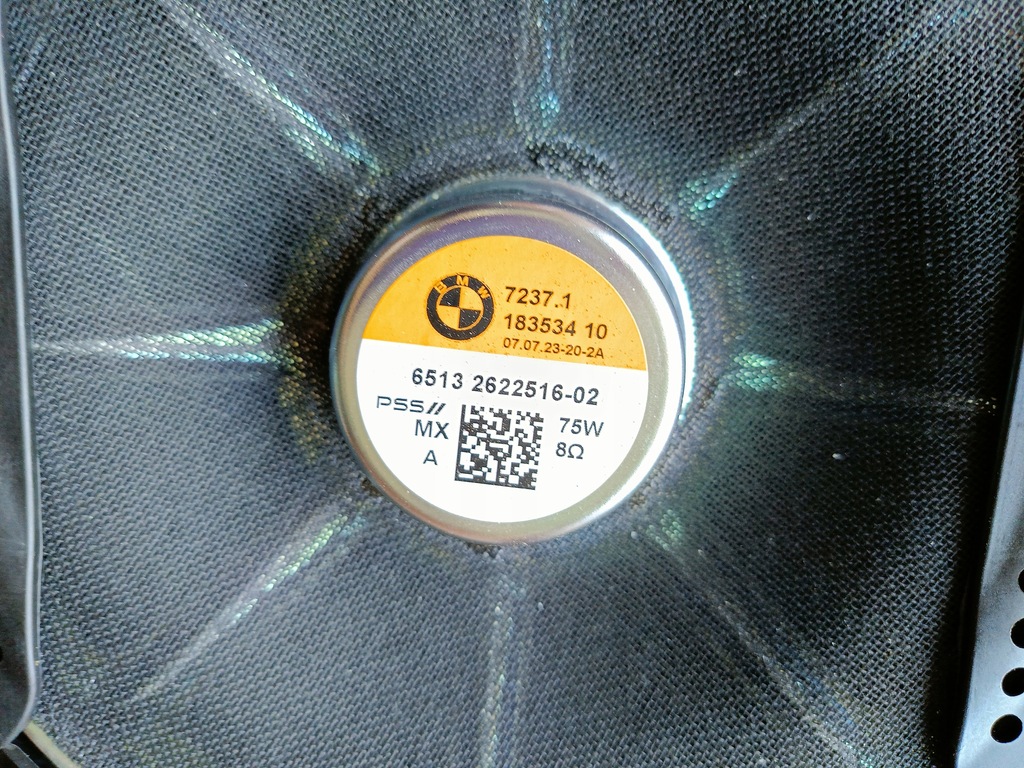 BMW
7237.1
183534 10
07.07.23-20-2A
6513 2622516-02
PSS//
MX
75W
A
8Ω